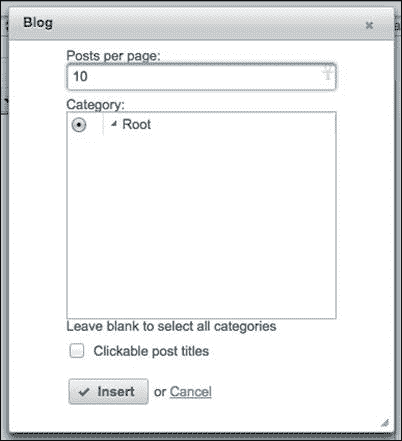 Blog
Posts per page:
10
Category:
Root
Leave blank to select all categories
Clickable post titles
Insert or Cancel